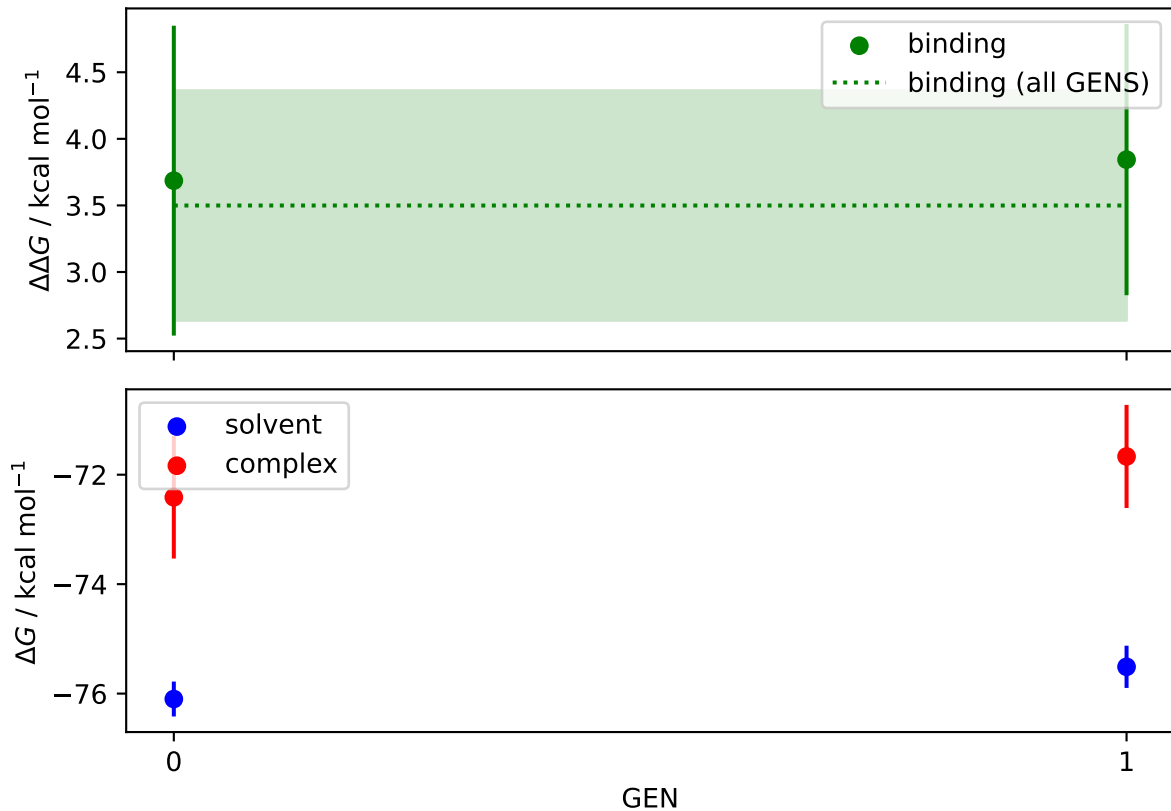 binding
binding (all GENS)
4.5
4.0
3.5
3.0
2.5
ΔΔG / kcal mol⁻¹
solvent
complex
−72
−74
−76
ΔG / kcal mol⁻¹
0 1
GEN